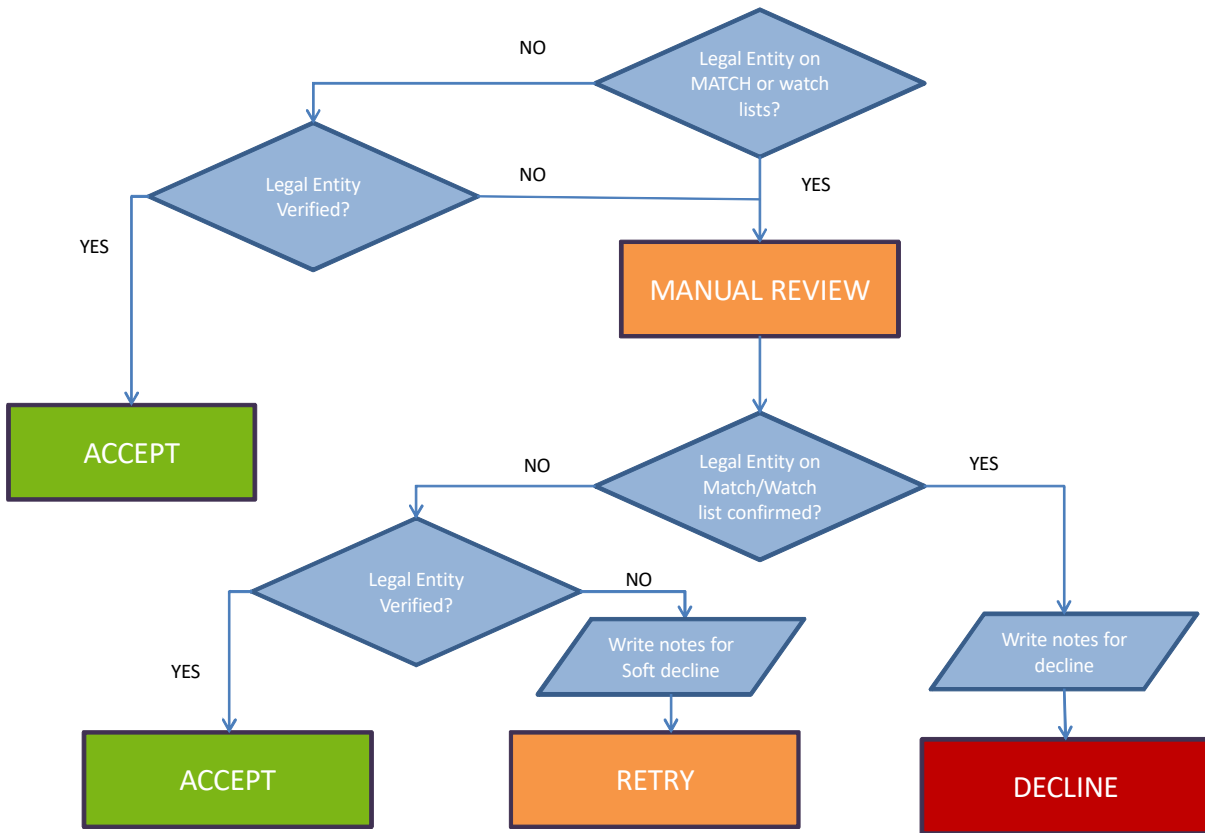 NO
Legal Entity on
MATCH or watch
lists?
Legal Entity
Verified?
NO
YES
YES
MANUAL REVIEW
ACCEPT
NO
Legal Entity on
Match/Watch
list confirmed?
YES
Legal Entity
Verified?
NO
YES
Write notes for
Soft decline
Write notes for
decline
ACCEPT
RETRY
DECLINE